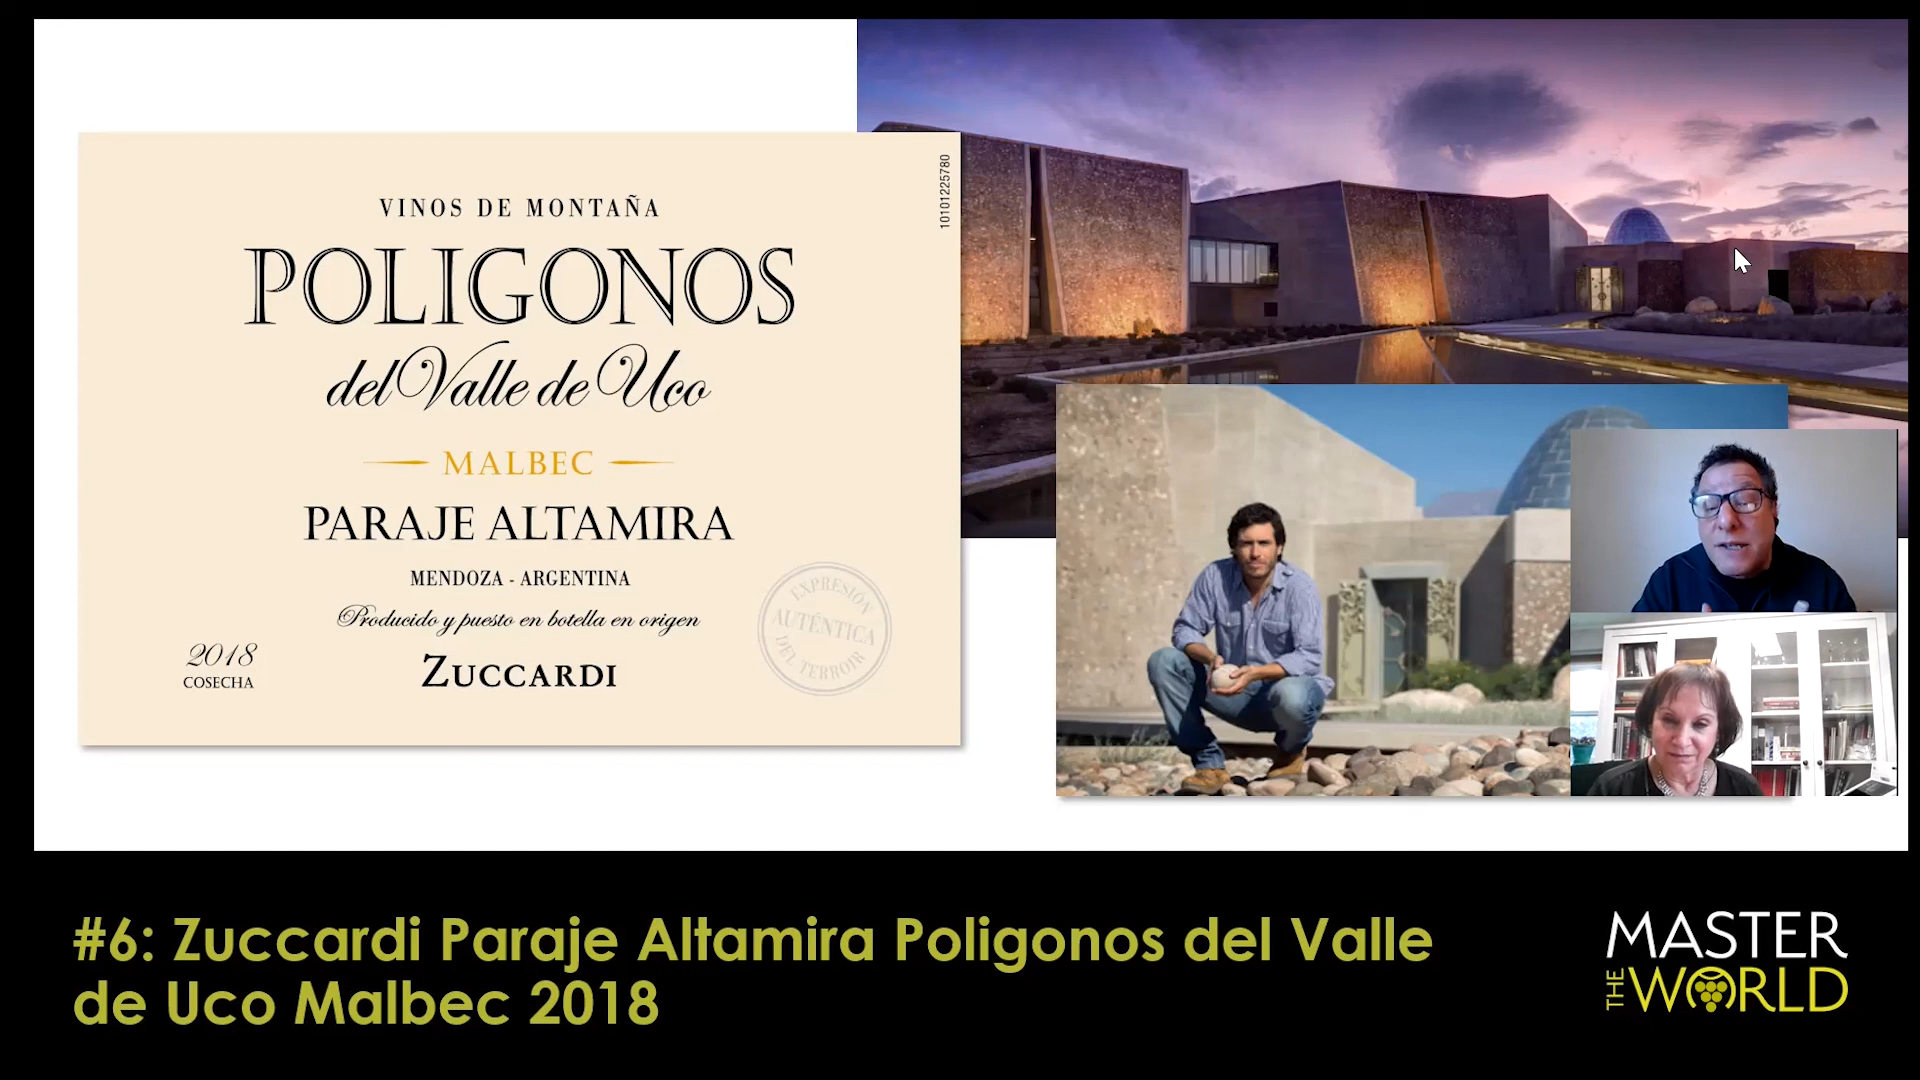 VINOS DE MONTAÑA
POLIGONOS
del Valle de Uco
MALBEC
PARAJE ALTAMIRA
MENDOZA - ARGENTINA
Producido y puesto en botella en origen
2018
COSECHA
ZUCCARDI
EXPRESIÓN
AUTÉNTICA
DEL TERROIR
10101225780
#6: Zuccardi Paraje Altamira Poligonos del Valle
de Uco Malbec 2018
MASTER
THE WORLD